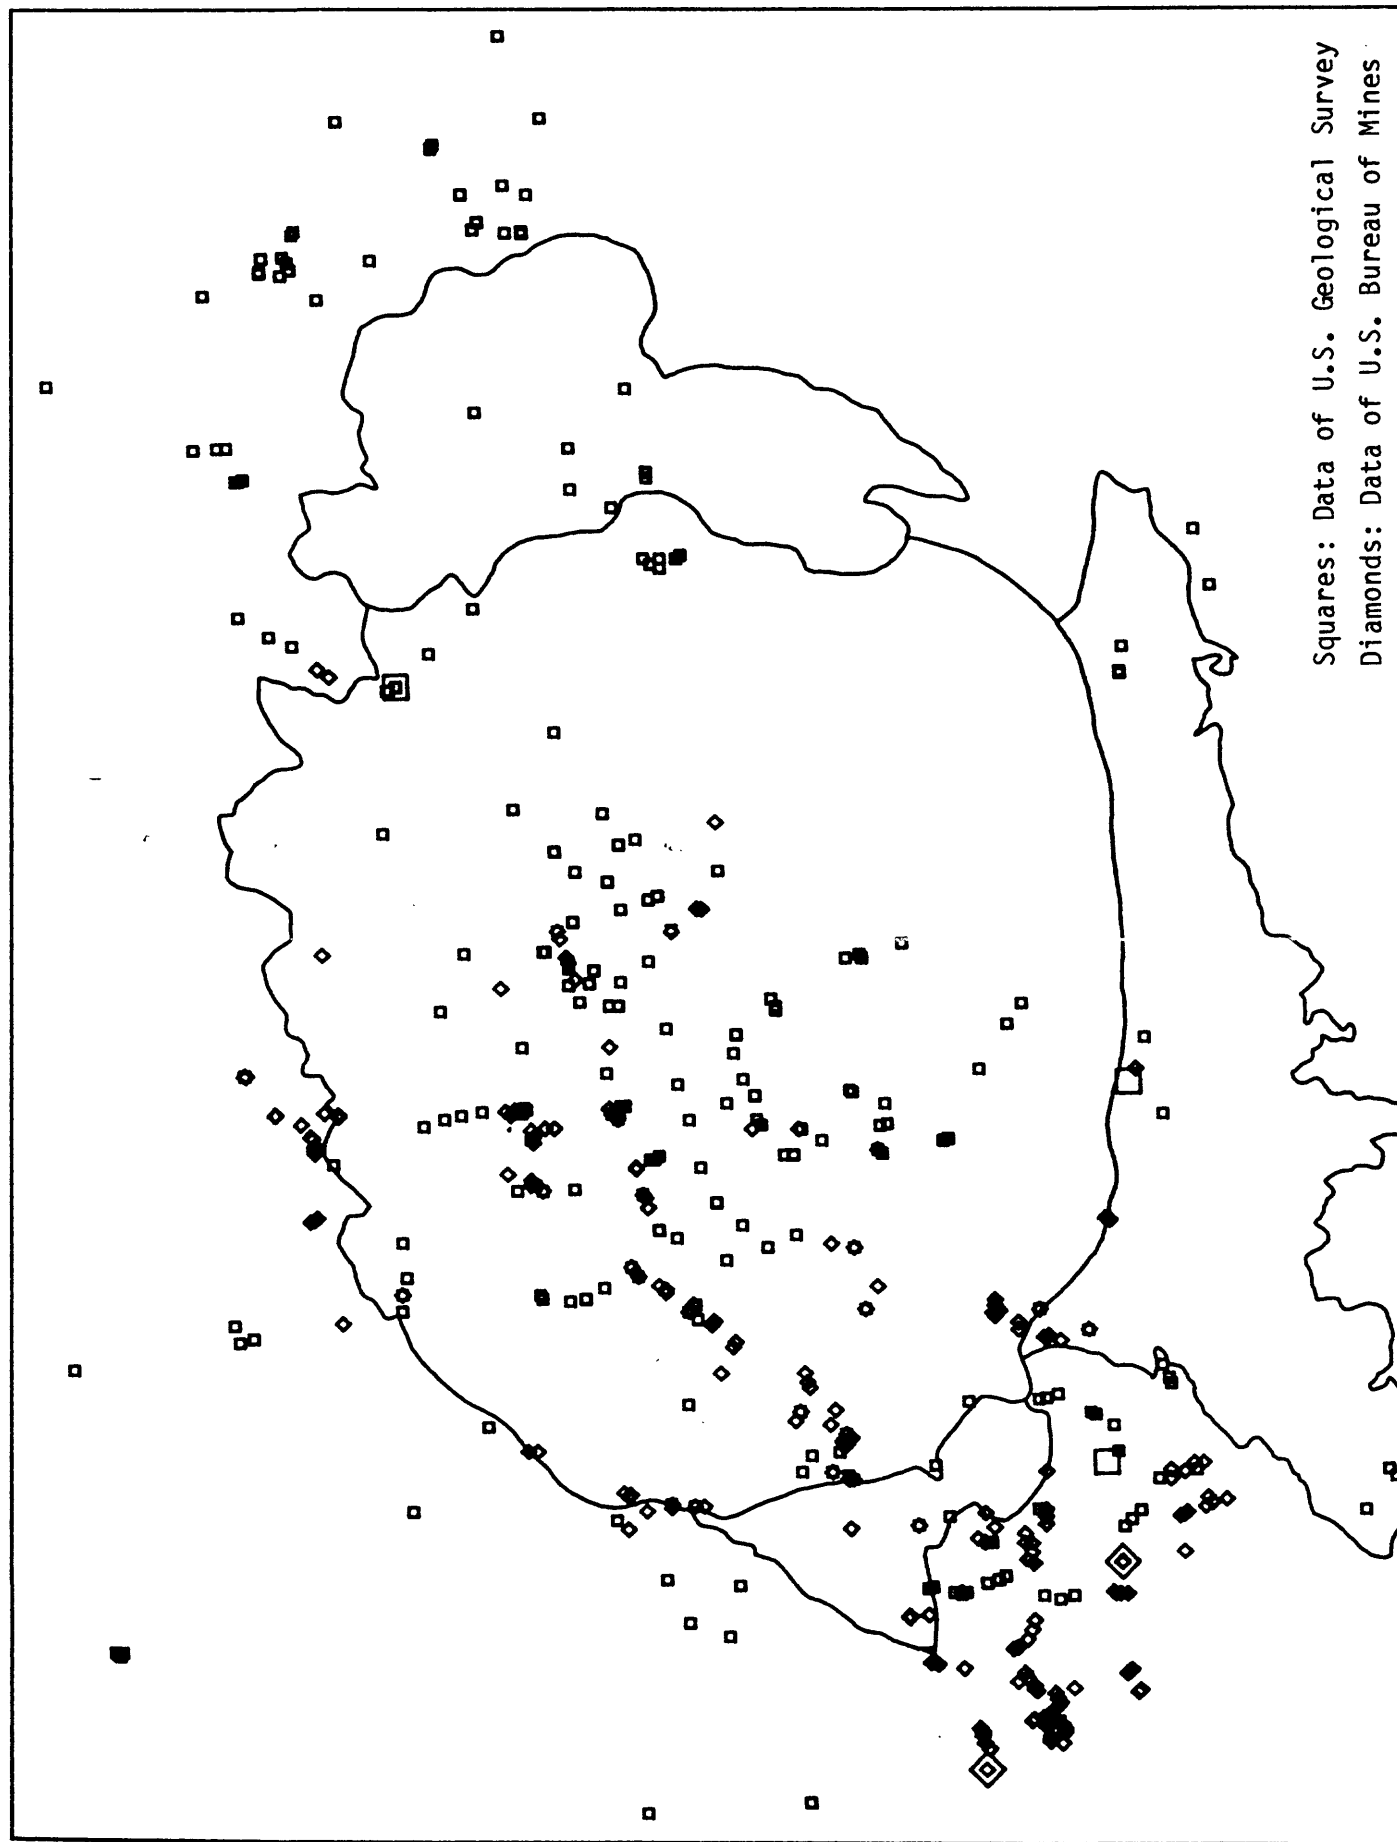 Squares: Data of U.S. Geological Survey
Diamonds: Data of U.S. Bureau of Mines